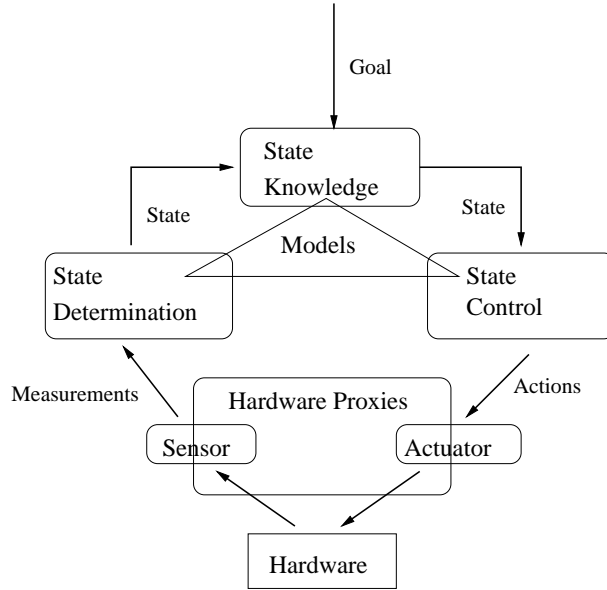 Goal
State
Knowledge
State
State
Models
State
Determination
State
Control
Measurements
Actions
Hardware Proxies
Sensor
Actuator
Hardware